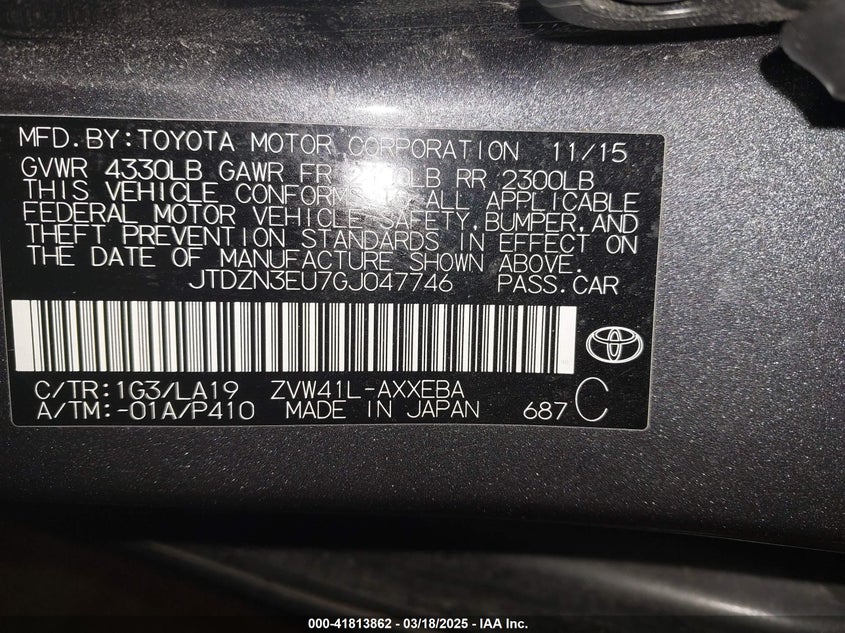 MFD.BY:TOYOTA MOTOR CORPORATION 11/15
GVWR 4330LB GAWR FR LB RR 2300LB
THIS VEHICLE CONFORMS TO ALL APPLICABLE
FEDERAL MOTOR VEHICLE SAFETY,BUMPER,AND
THEFT PREVENTION STANDARDS IN EFFECT ON
THE DATE OF MANUFACTURE SHOWN ABOVE.
JTDZN3EU7GJ047746 PASS.CAR
C/TR:1G3/LA19 ZVW41L-AXXEBA
A/TM:-01A/P410 MADE IN JAPAN 687 C
000-41813862 - 03/18/2025 - IAA Inc.